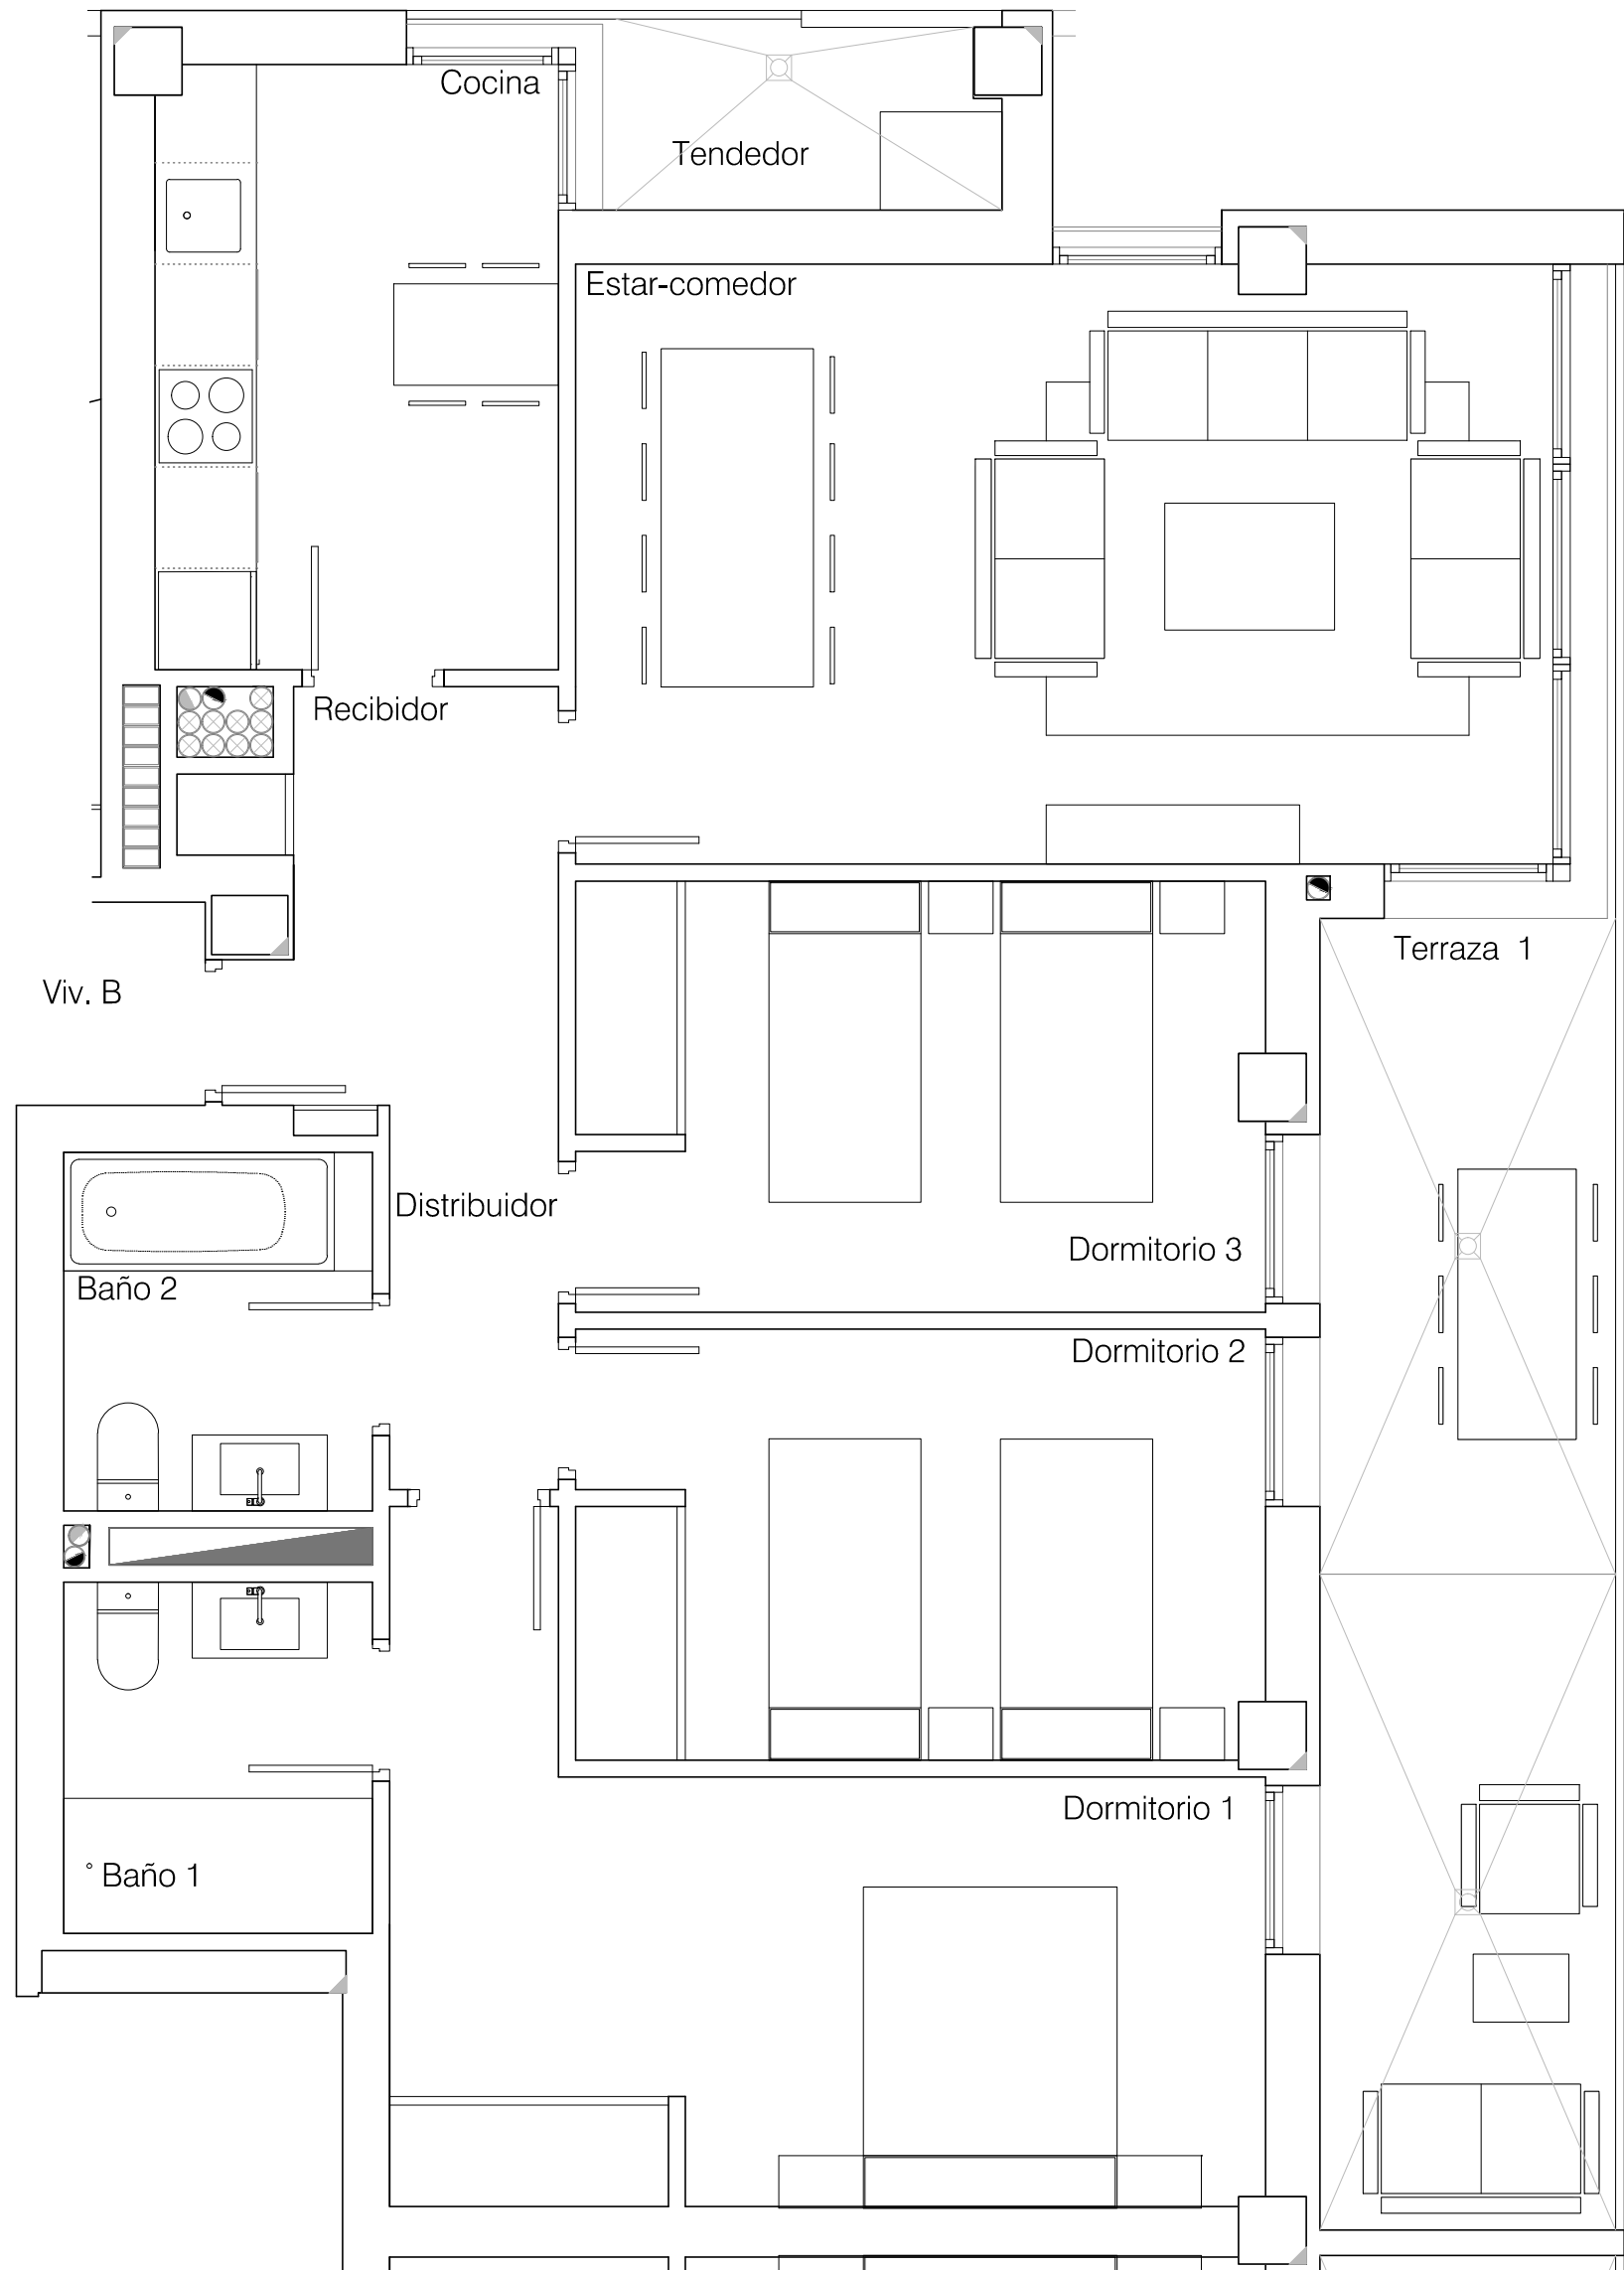 Cocina
Tendedor
Estar-comedor
Recibidor
Terraza 1
Viv. B
Distribuidor
Dormitorio 3
Baño 2
Dormitorio 2
Dormitorio 1
Baño 1